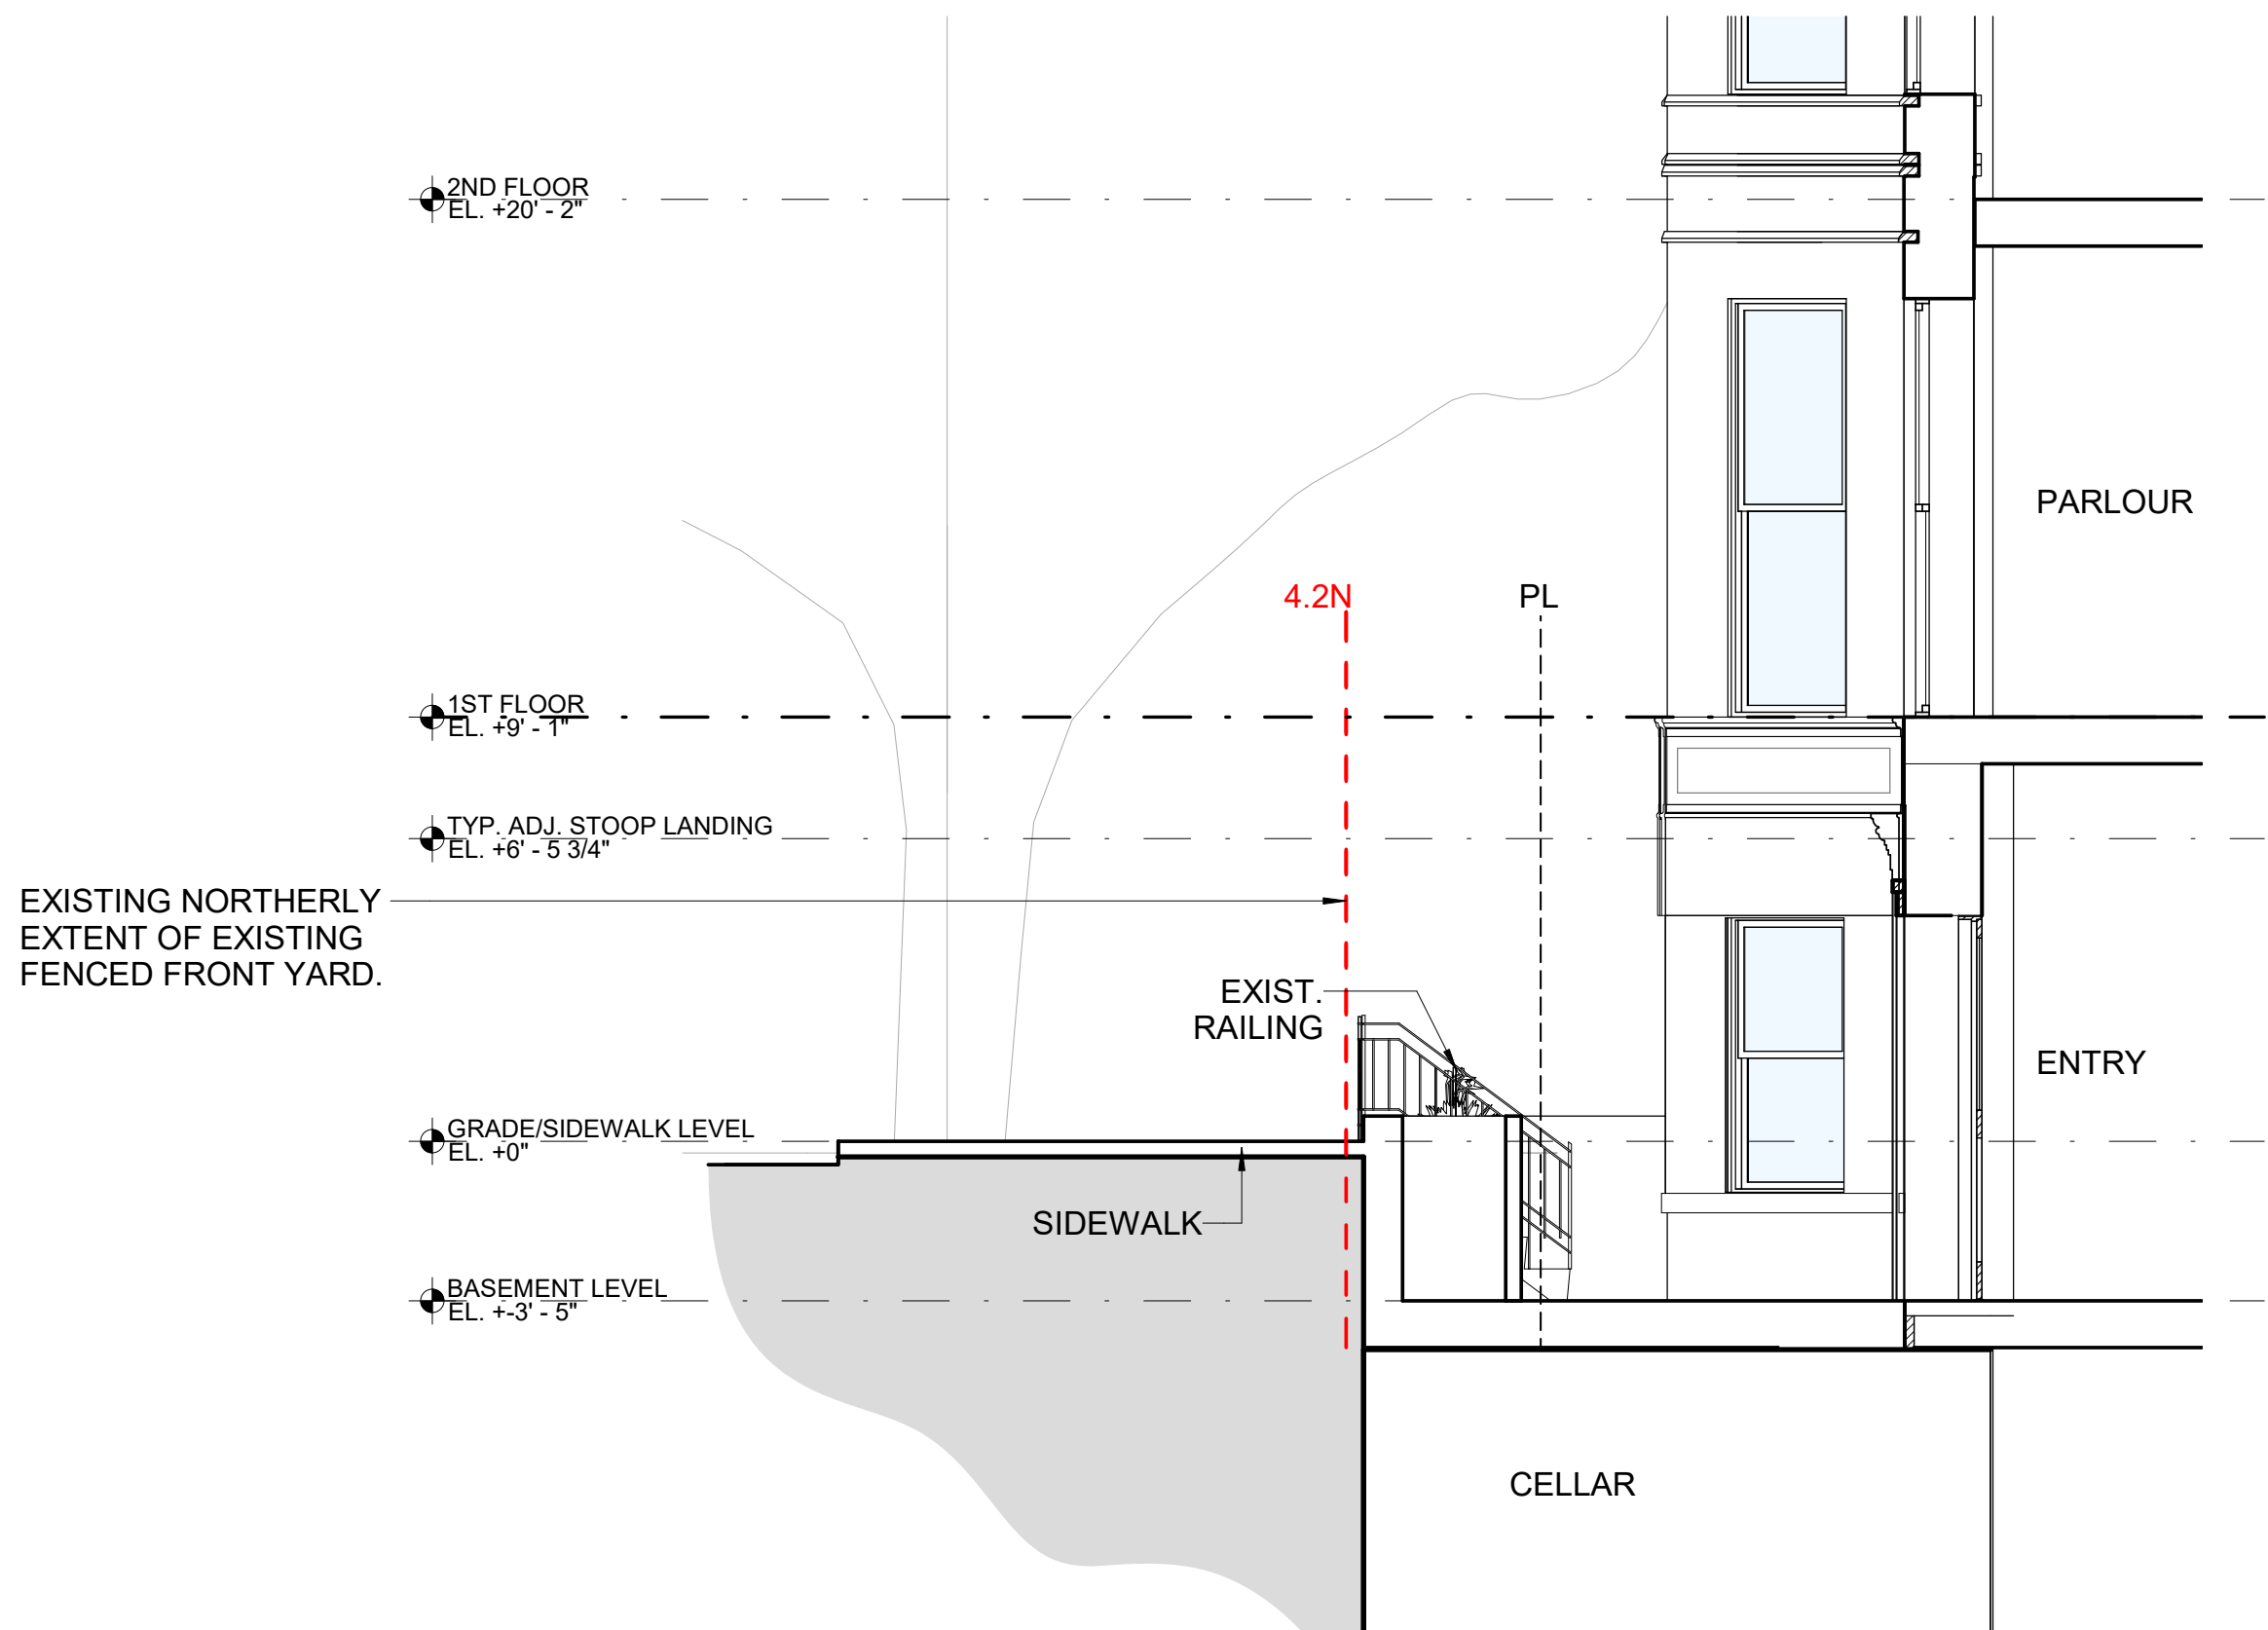 2ND FLOOR
EL. +20' - 2"
PARLOUR
4.2N
PL
1ST FLOOR
EL. +9' - 1"
TYP. ADJ. STOOP LANDING
EL. +6' - 5 3/4"
EXISTING NORTHERLY
EXTENT OF EXISTING
FENCED FRONT YARD.
EXIST.
RAILING
ENTRY
GRADE/SIDEWALK LEVEL
EL. +0"
SIDEWALK
BASEMENT LEVEL
EL. +-3' - 5"
CELLAR